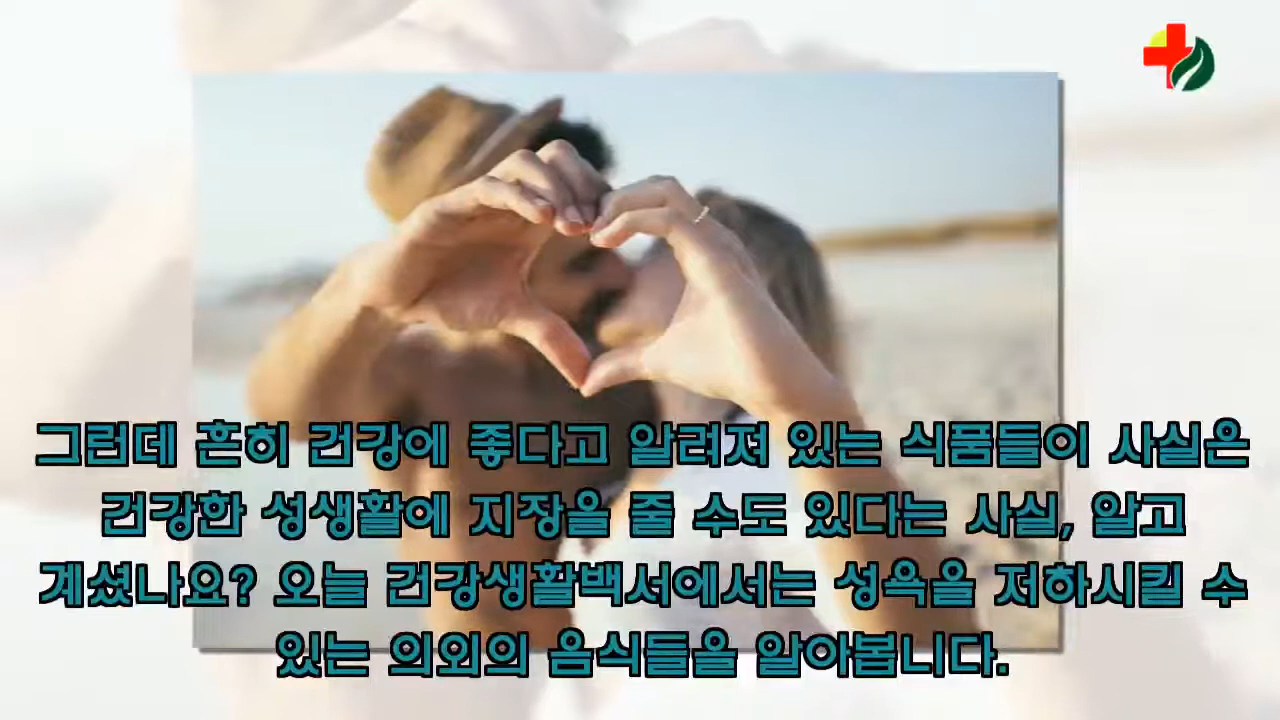 그런데 흔히 건강에 좋다고 알려져 있는 식품들이 사실은
건강한 성생활에 지장을 줄 수도 있다는 사실, 알고
계셨나요? 오늘 건강생활백서에서는 성욕을 저하시킬 수
있는 의외의 음식들을 알아봅니다.